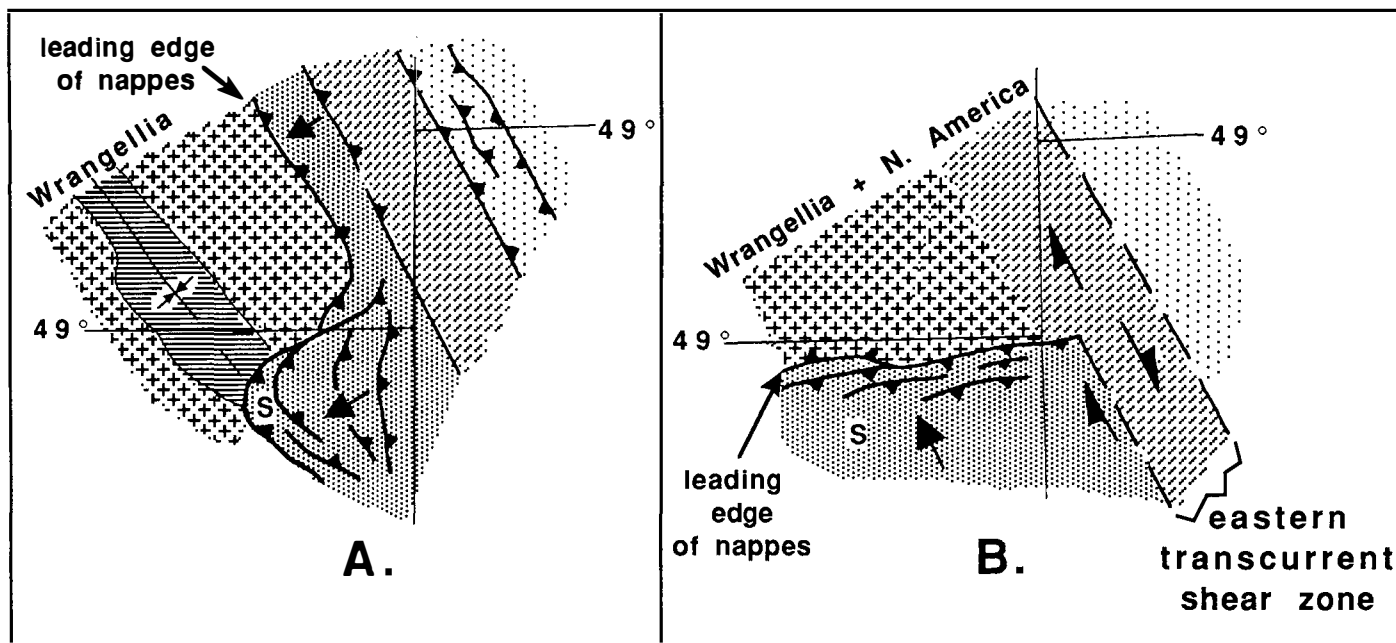 leading edge
of nappes
Wrangellia
49°
49°
S
A.
Wrangellia + N. America
49°
49°
S
leading
edge
of nappes
B.
eastern
transcurrent
shear zone